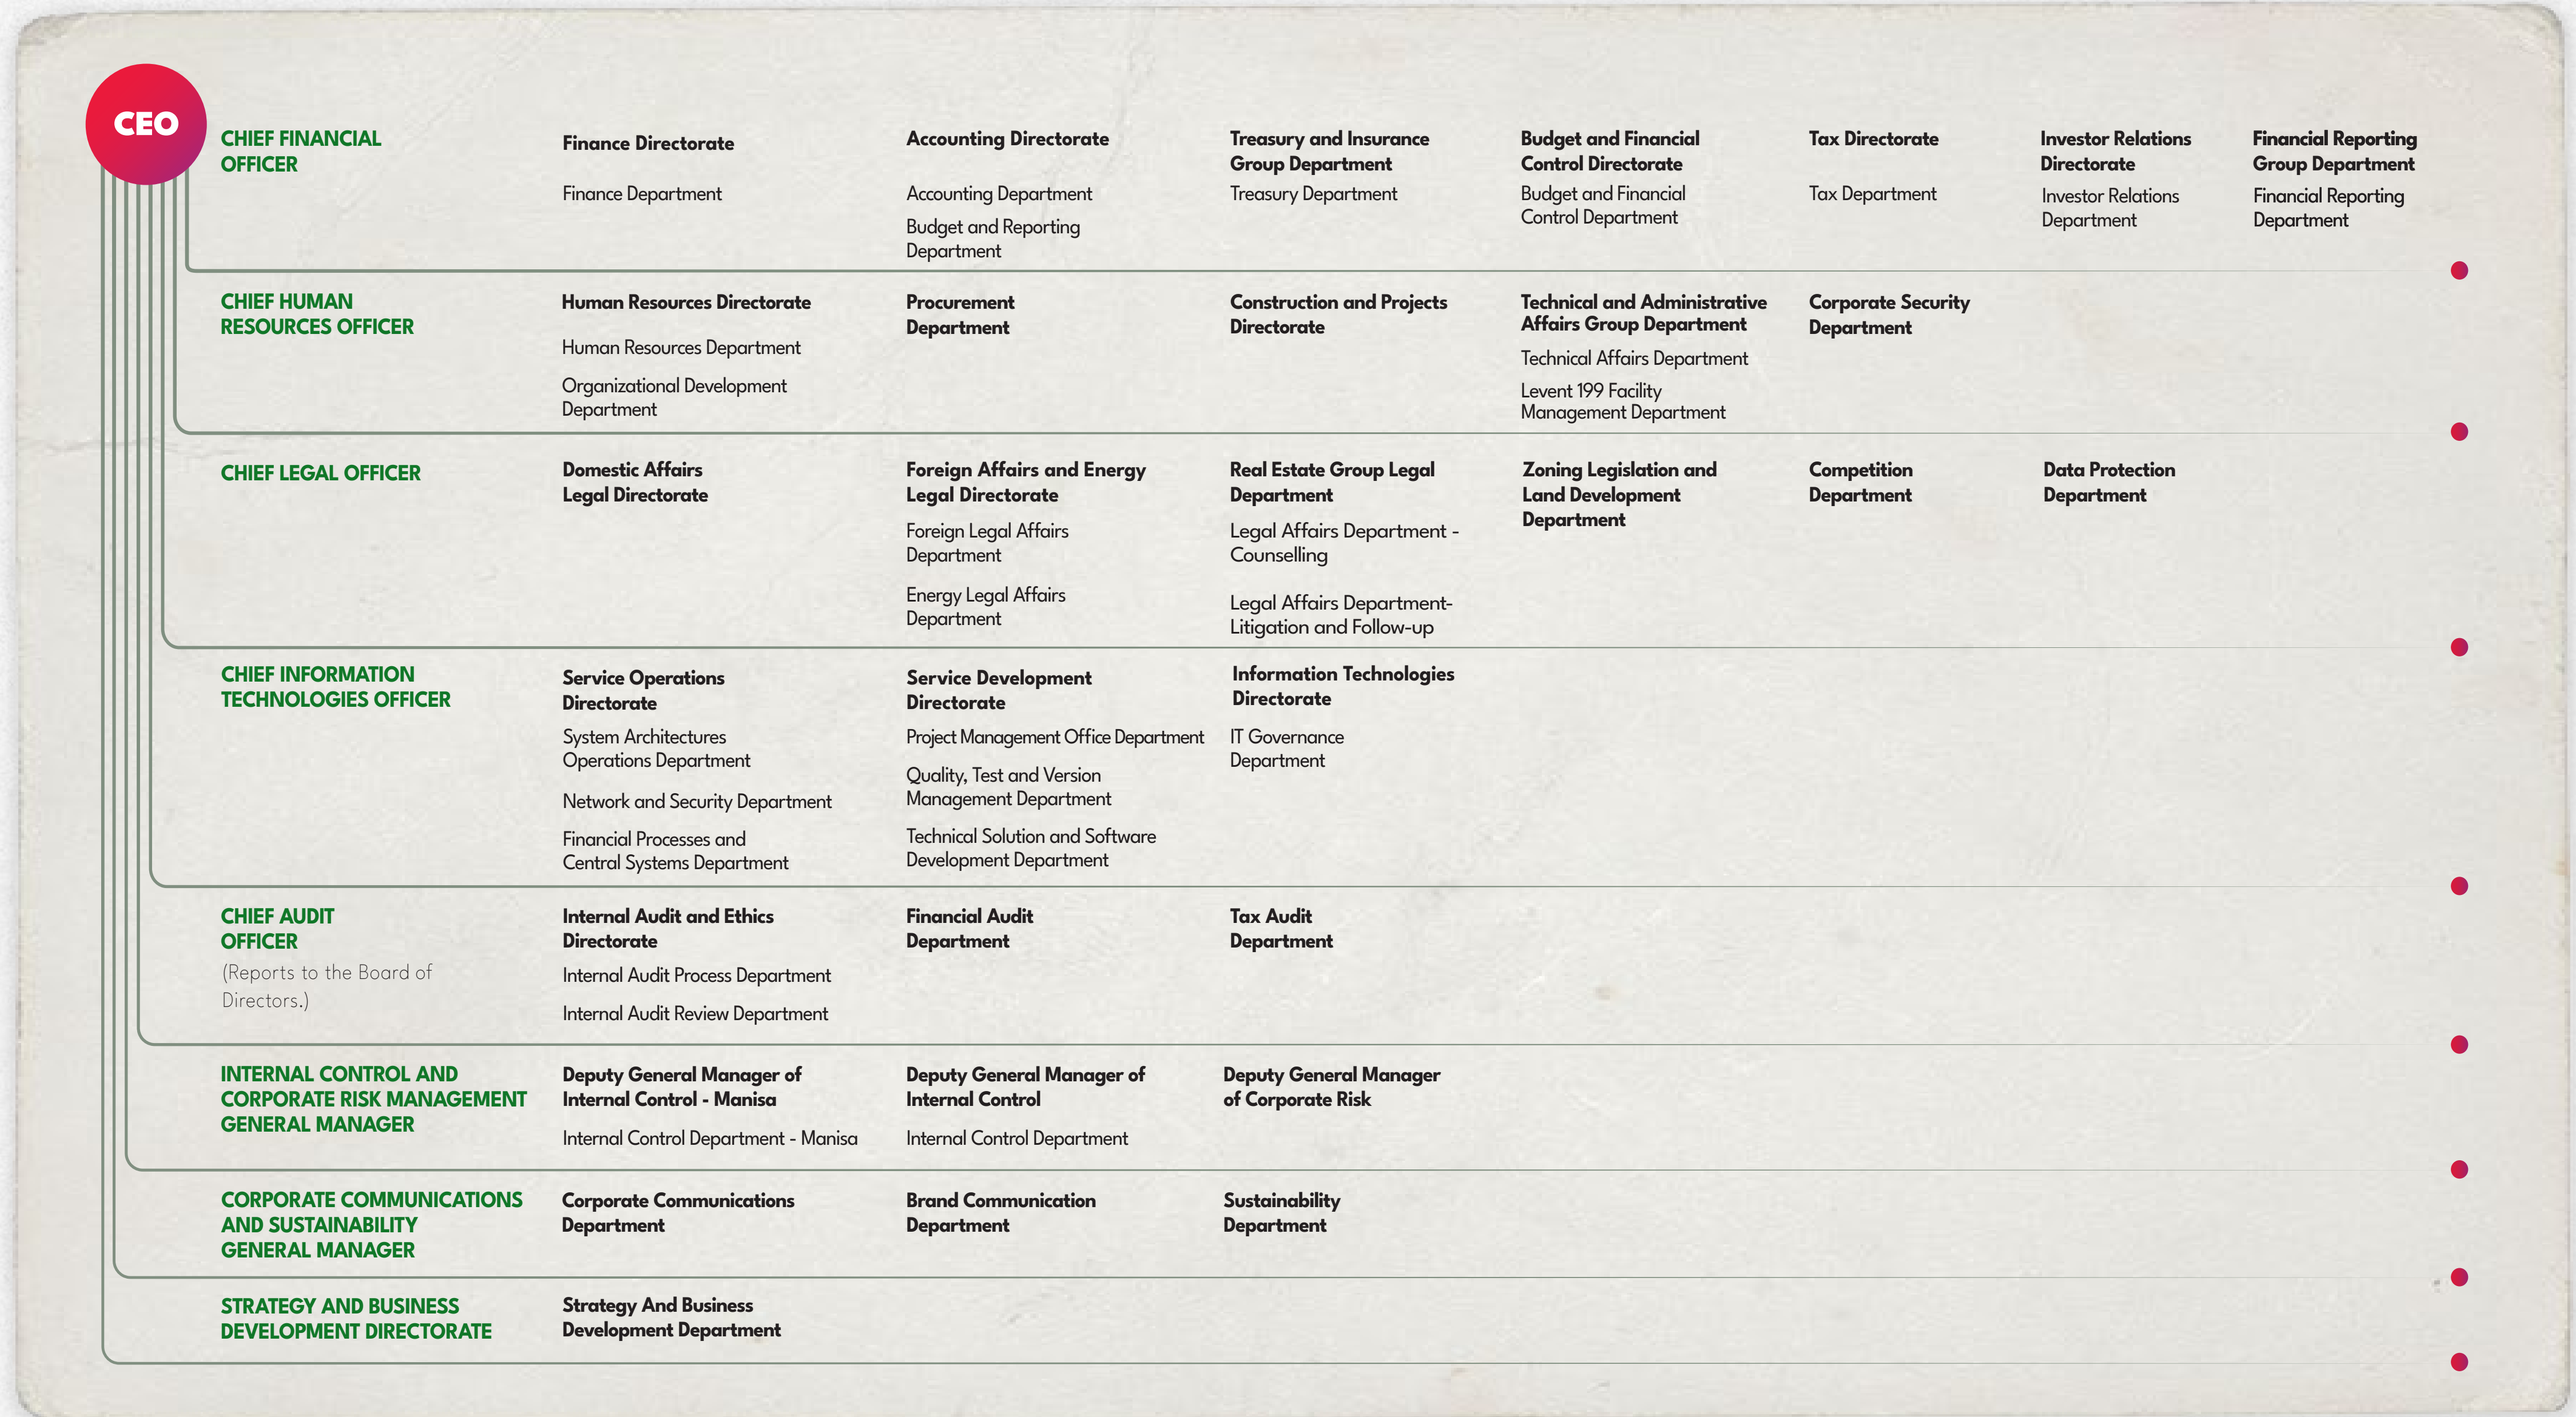 CEO
CHIEF FINANCIAL
OFFICER
Finance Directorate
Finance Department
Accounting Directorate
Accounting Department
Budget and Reporting
Department
Treasury and Insurance
Group Department
Treasury Department
Budget and Financial
Control Directorate
Budget and Financial
Control Department
Tax Directorate
Tax Department
Investor Relations
Directorate
Investor Relations
Department
Financial Reporting
Group Department
Financial Reporting
Department
CHIEF HUMAN
RESOURCES OFFICER
Human Resources Directorate
Human Resources Department
Organizational Development
Department
Procurement
Department
Construction and Projects
Directorate
Technical and Administrative
Affairs Group Department
Technical Affairs Department
Levent 199 Facility
Management Department
Corporate Security
Department
CHIEF LEGAL OFFICER
Domestic Affairs
Legal Directorate
Foreign Affairs and Energy
Legal Directorate
Foreign Legal Affairs
Department
Energy Legal Affairs
Department
Real Estate Group Legal
Department
Legal Affairs Department -
Counselling
Legal Affairs Department-
Litigation and Follow-up
Zoning Legislation and
Land Development
Department
Competition
Department
Data Protection
Department
CHIEF INFORMATION
TECHNOLOGIES OFFICER
Service Operations
Directorate
System Architectures
Operations Department
Network and Security Department
Financial Processes and
Central Systems Department
Service Development
Directorate
Project Management Office Department
Quality, Test and Version
Management Department
Technical Solution and Software
Development Department
Information Technologies
Directorate
IT Governance
Department
CHIEF AUDIT
OFFICER
(Reports to the Board of
Directors.)
Internal Audit and Ethics
Directorate
Internal Audit Process Department
Internal Audit Review Department
Financial Audit
Department
Tax Audit
Department
INTERNAL CONTROL AND
CORPORATE RISK MANAGEMENT
GENERAL MANAGER
Deputy General Manager of
Internal Control - Manisa
Internal Control Department - Manisa
Deputy General Manager of
Internal Control
Internal Control Department
Deputy General Manager
of Corporate Risk
CORPORATE COMMUNICATIONS
AND SUSTAINABILITY
GENERAL MANAGER
Corporate Communications
Department
Brand Communication
Department
Sustainability
Department
STRATEGY AND BUSINESS
DEVELOPMENT DIRECTORATE
Strategy And Business
Development Department